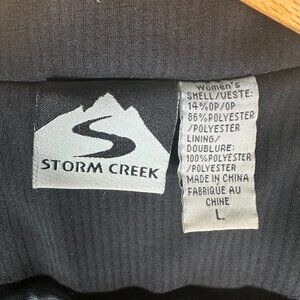 STORM CREEK
Women's
SHELL/UESTE:
14%OP/OP
86%POLYESTER
/POLYESTER
LINING/
DOUBLURE:
100%POLYESTER
/POLYESTER
MADE IN CHINA
FABRIQUÉ AU
CHINE
L